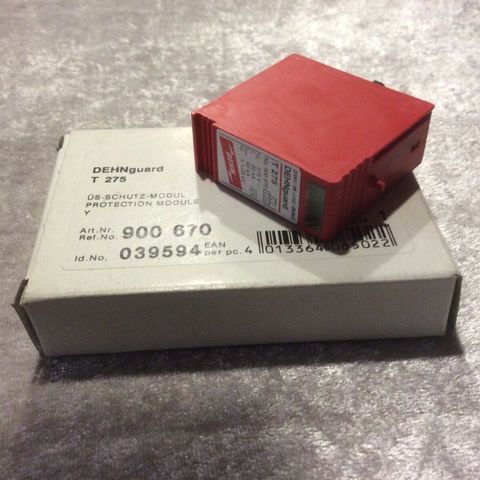 DEHNguard
T 275
ÜS-SCHUTZ-MODUL
PROTECTION MODULE
Y
Art.Nr.
Ref.No. 900 670
Id.No. 039594 EAN
per pc. 4 013364
DEHNguard
T 275